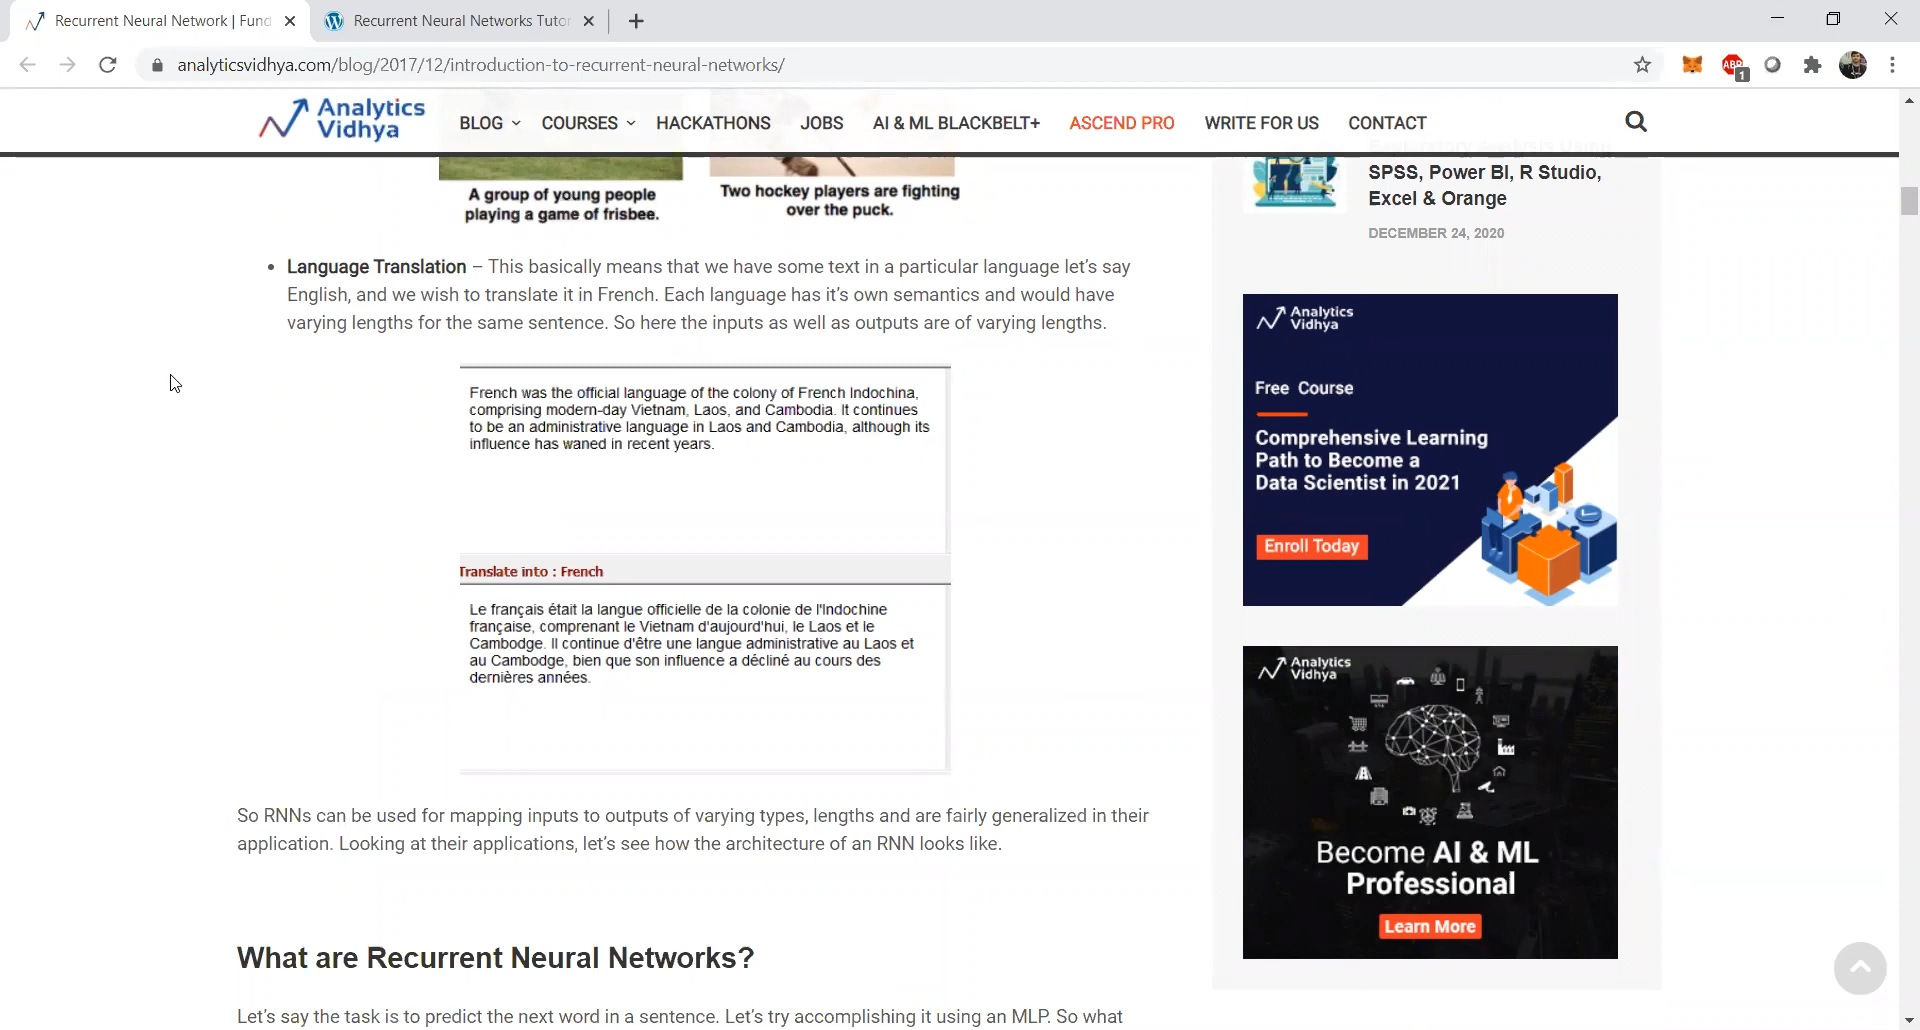 Recurrent Neural Network | Fund
Recurrent Neural Networks Tutor
analyticsvidhya.com/blog/2017/12/introduction-to-recurrent-neural-networks/
ABP
1
Analytics
Vidhya
BLOG
COURSES
HACKATHONS
JOBS
AI & ML BLACKBELT+
ASCEND PRO
WRITE FOR US
CONTACT
A group of young people
playing a game of frisbee.
Two hockey players are fighting
over the puck.
SPSS, Power BI, R Studio,
Excel & Orange
DECEMBER 24, 2020
• Language Translation – This basically means that we have some text in a particular language let’s say
English, and we wish to translate it in French. Each language has it’s own semantics and would have
varying lengths for the same sentence. So here the inputs as well as outputs are of varying lengths.
French was the official language of the colony of French Indochina,
comprising modern-day Vietnam, Laos, and Cambodia. It continues
to be an administrative language in Laos and Cambodia, although its
influence has waned in recent years.
Translate into : French
Le français était la langue officielle de la colonie de l'Indochine
française, comprenant le Vietnam d'aujourd'hui, le Laos et le
Cambodge. Il continue d'être une langue administrative au Laos et
au Cambodge, bien que son influence a décliné au cours des
dernières années.
So RNNs can be used for mapping inputs to outputs of varying types, lengths and are fairly generalized in their
application. Looking at their applications, let’s see how the architecture of an RNN looks like.
What are Recurrent Neural Networks?
Let’s say the task is to predict the next word in a sentence. Let’s try accomplishing it using an MLP. So what
Analytics
Vidhya
Free Course
Comprehensive Learning
Path to Become a
Data Scientist in 2021
Enroll Today
Analytics
Vidhya
Become AI & ML
Professional
Learn More